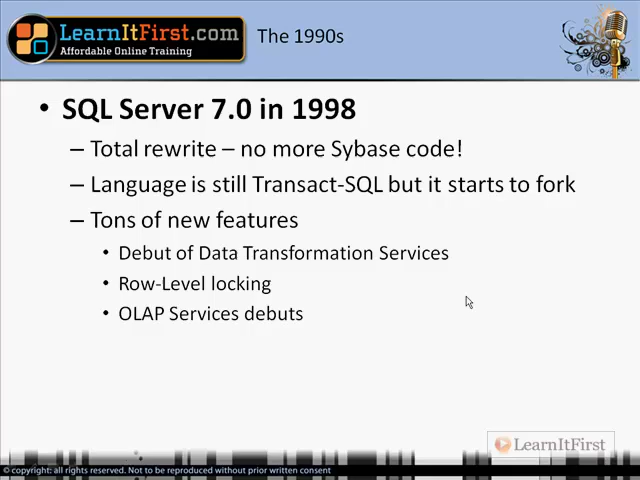 LearnItFirst.com
Affordable Online Training
The 1990s
• SQL Server 7.0 in 1998
– Total rewrite – no more Sybase code!
– Language is still Transact-SQL but it starts to fork
– Tons of new features
• Debut of Data Transformation Services
• Row-Level locking
• OLAP Services debuts
LearnItFirst
© copyright: all rights reserved. Not to be reproduced without prior written consent